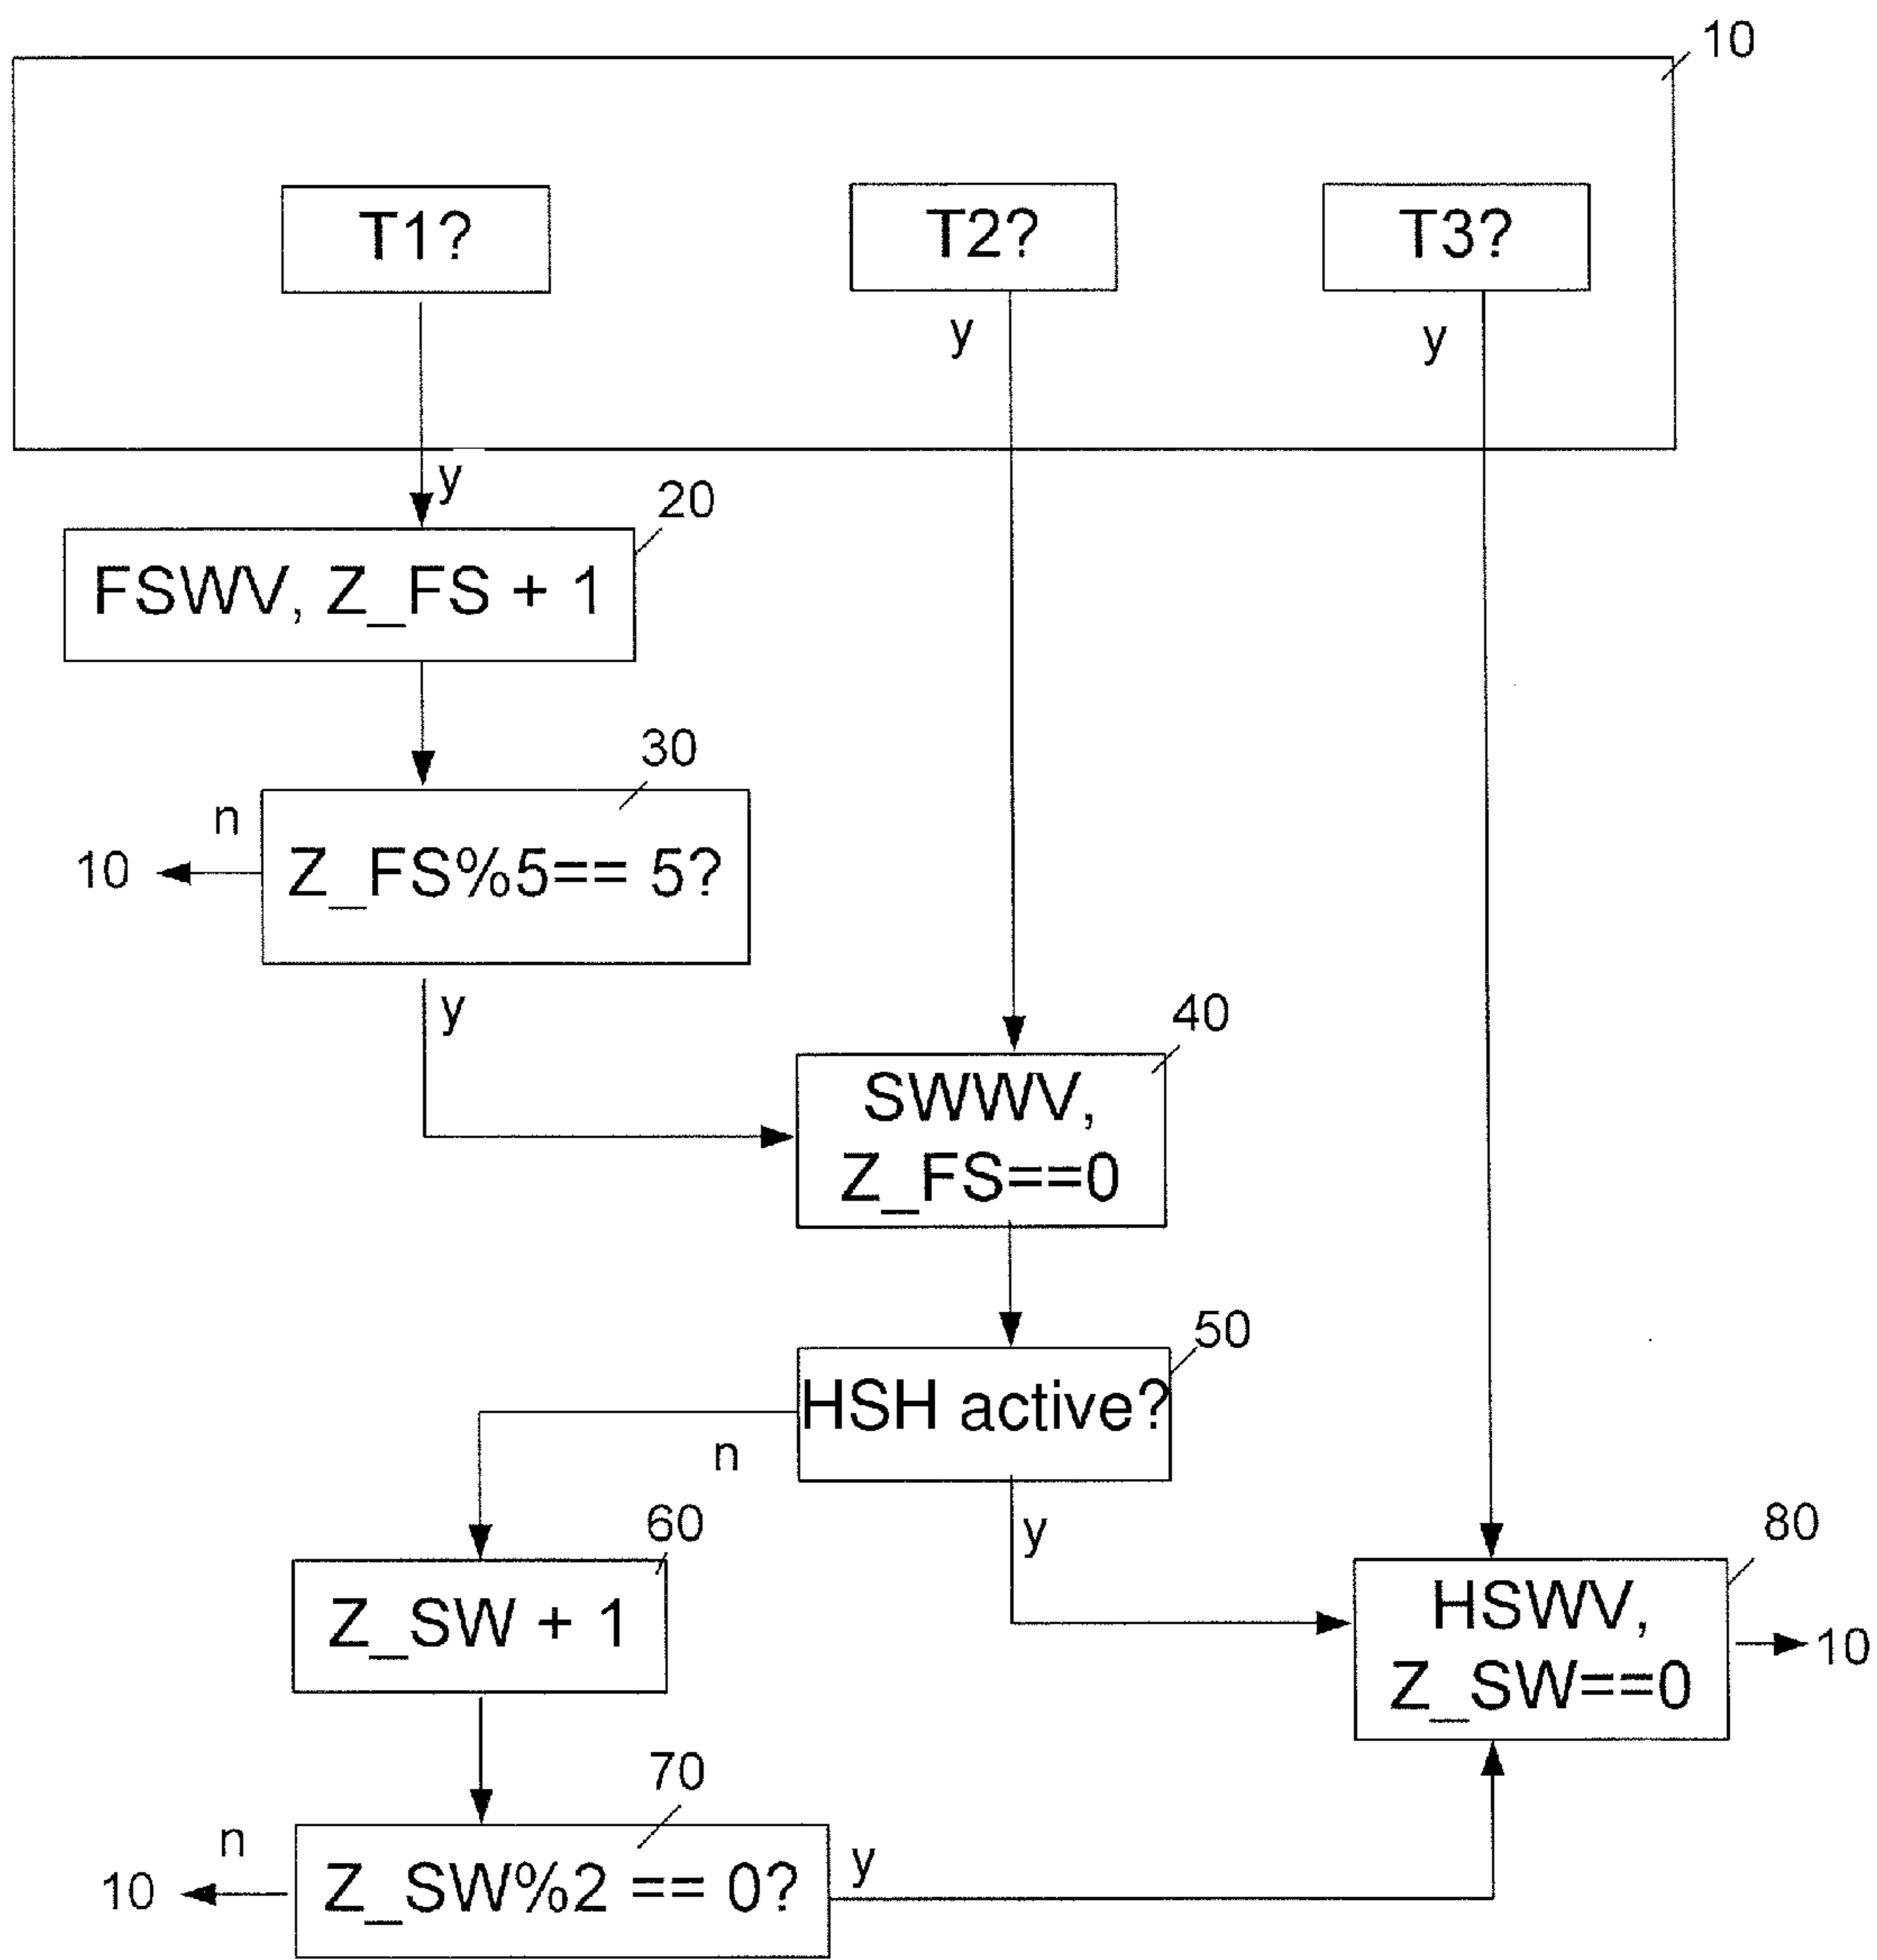 10
T1?
T2?
T3?
y
y
y
20
FSWV, Z_FS + 1
30
n
10
Z_FS%5== 5?
y
40
SWWV,
Z_FS==0
50
HSH active?
n
y
60
Z_SW + 1
80
HSWV,
Z_SW==0
10
70
n
10
Z_SW%2 == 0?
y